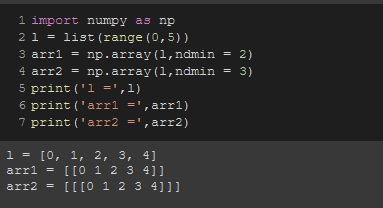 1 import numpy as np
2 l = list(range(0,5))
3 arr1 = np.array(l,ndmin = 2)
4 arr2 = np.array(l,ndmin = 3)
5 print('l =',l)
6 print('arr1 =',arr1)
7 print('arr2 =',arr2)
l = [0, 1, 2, 3, 4]
arr1 = [[0 1 2 3 4]]
arr2 = [[[0 1 2 3 4]]]